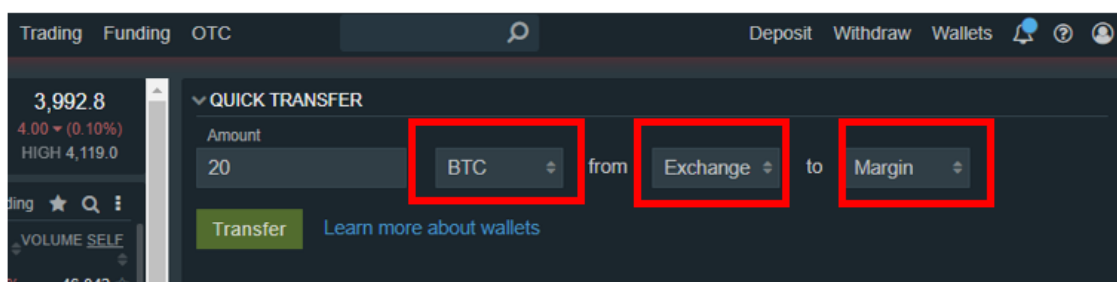 Trading Funding OTC Deposit Withdraw Wallets
3,992.8
4.00 (0.10%)
HIGH 4,119.0
QUICK TRANSFER
Amount
20 BTC from Exchange to Margin
Transfer Learn more about wallets
VOLUME SELF